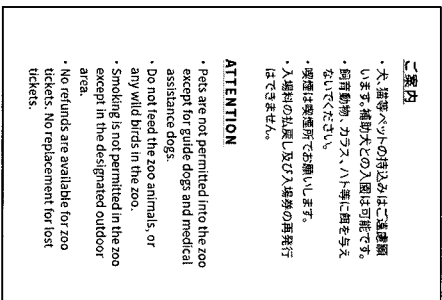 ご案内
・犬、猫等ペットの持込みはご遠慮願
います。補助犬との入園は可能です。
・飼育動物、カラス、ハト等に餌を与え
ないでください。
・喫煙は喫煙所でお願いします。
・入場料の払戻し及び入場券の再発行
はできません。
ATTENTION
・Pets are not permitted into the zoo
except for guide dogs and medical
assistance dogs.
・Do not feed the zoo animals, or
any wild birds in the zoo.
・Smoking is not permitted in the zoo
except in the designated outdoor
area.
・No refunds are available for zoo
tickets. No replacement for lost
tickets.